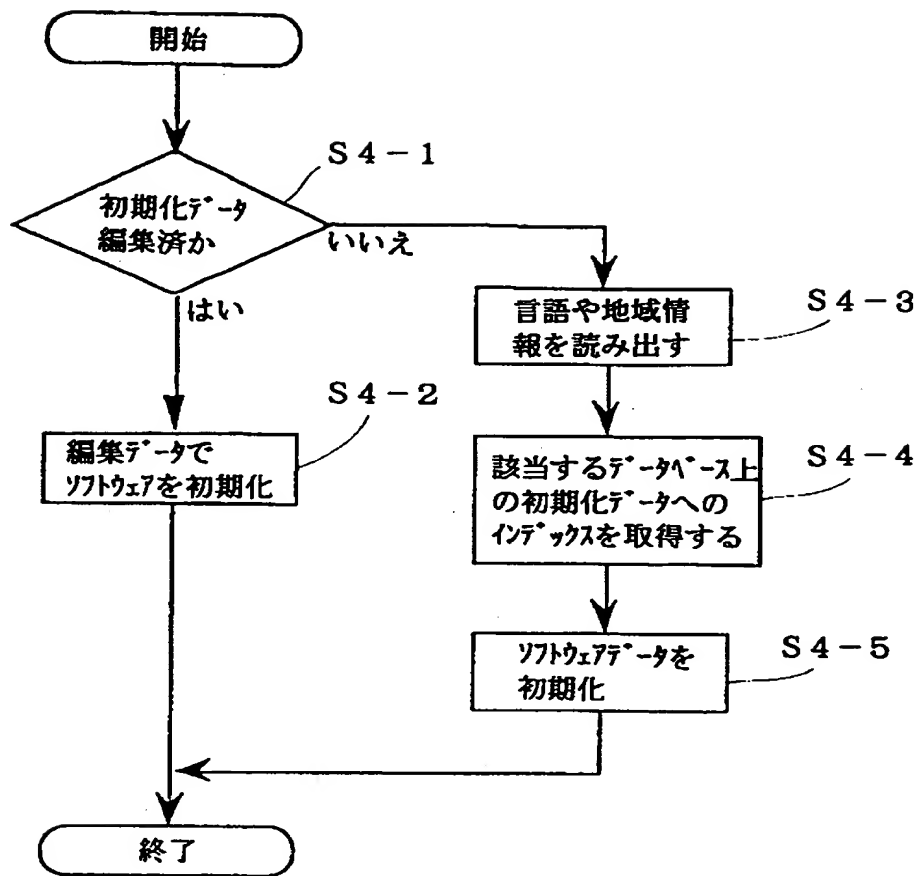 開始
S4-1
初期化データ
編集済か
いいえ
はい
言語や地域情
報を読み出す
S4-3
S4-2
編集データで
ソフトウェアを初期化
該当するデータベース上
の初期化データへの
インデックスを取得する
S4-4
ソフトウェアデータを
初期化
S4-5
終了